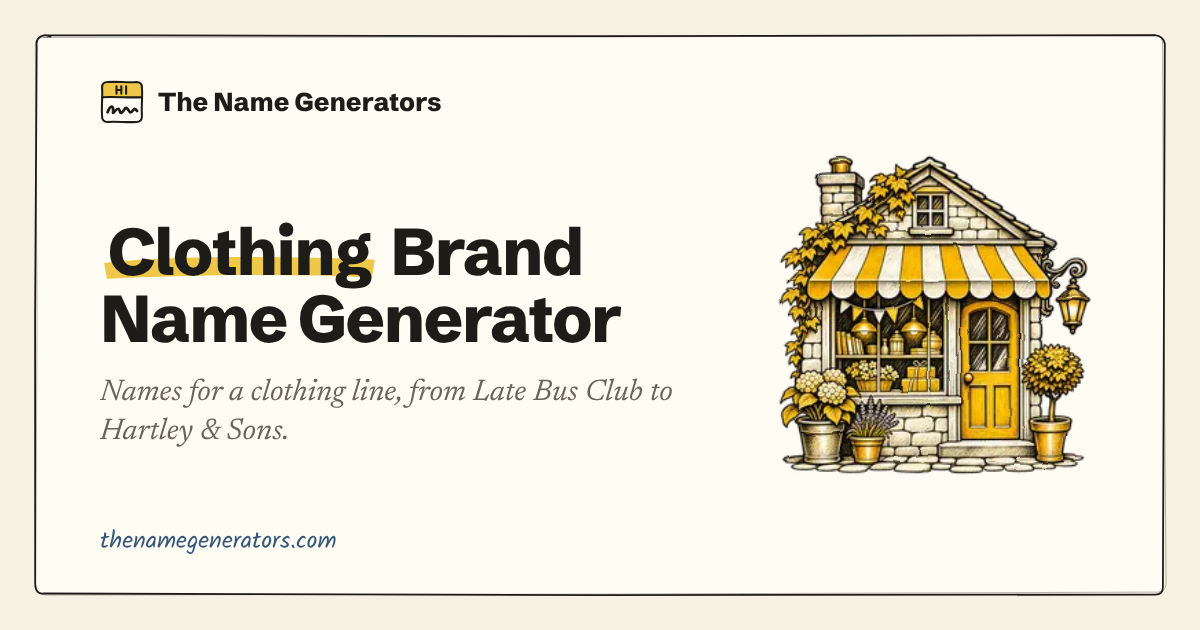 HI
The Name Generators
Clothing Brand
Name Generator
Names for a clothing line, from Late Bus Club to
Hartley & Sons.
thenamegenerators.com